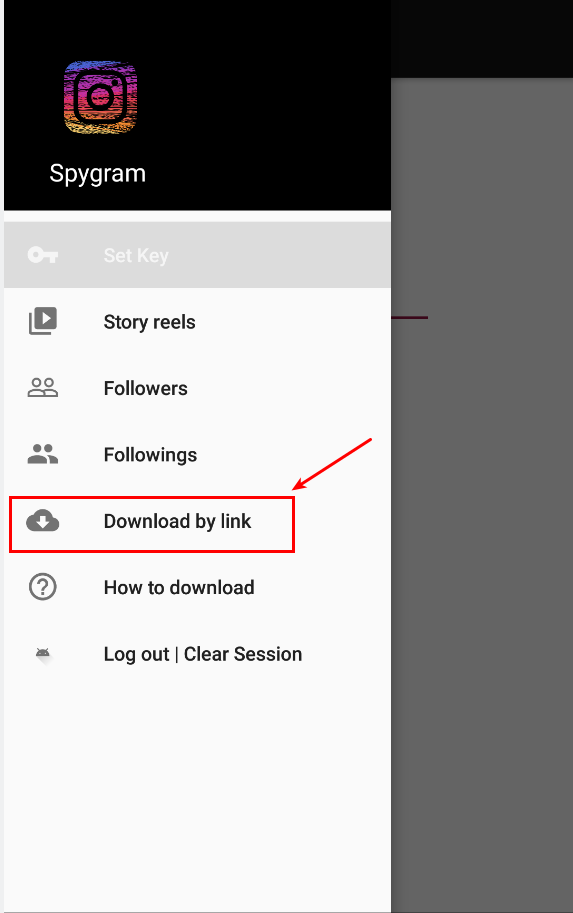 Spygram
Set Key
Story reels
Followers
Followings
Download by link
How to download
Log out | Clear Session